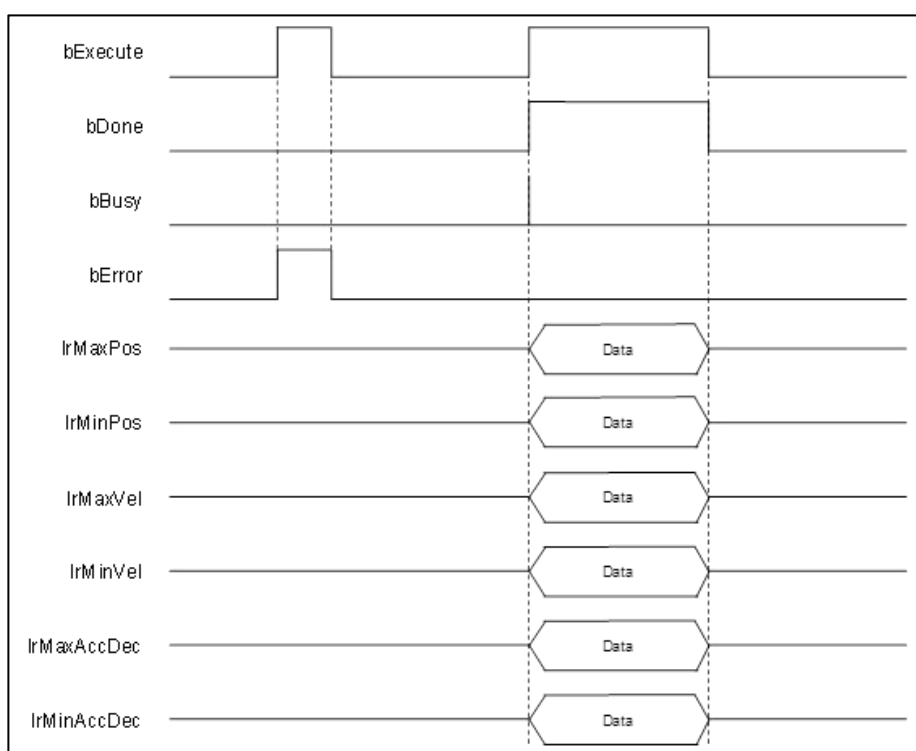 bExecute
bDone
bBusy
bError
lrMaxPos
Data
lrMinPos
Data
lrMaxVel
Data
lrMinVel
Data
lrMaxAccDec
Data
lrMinAccDec
Data